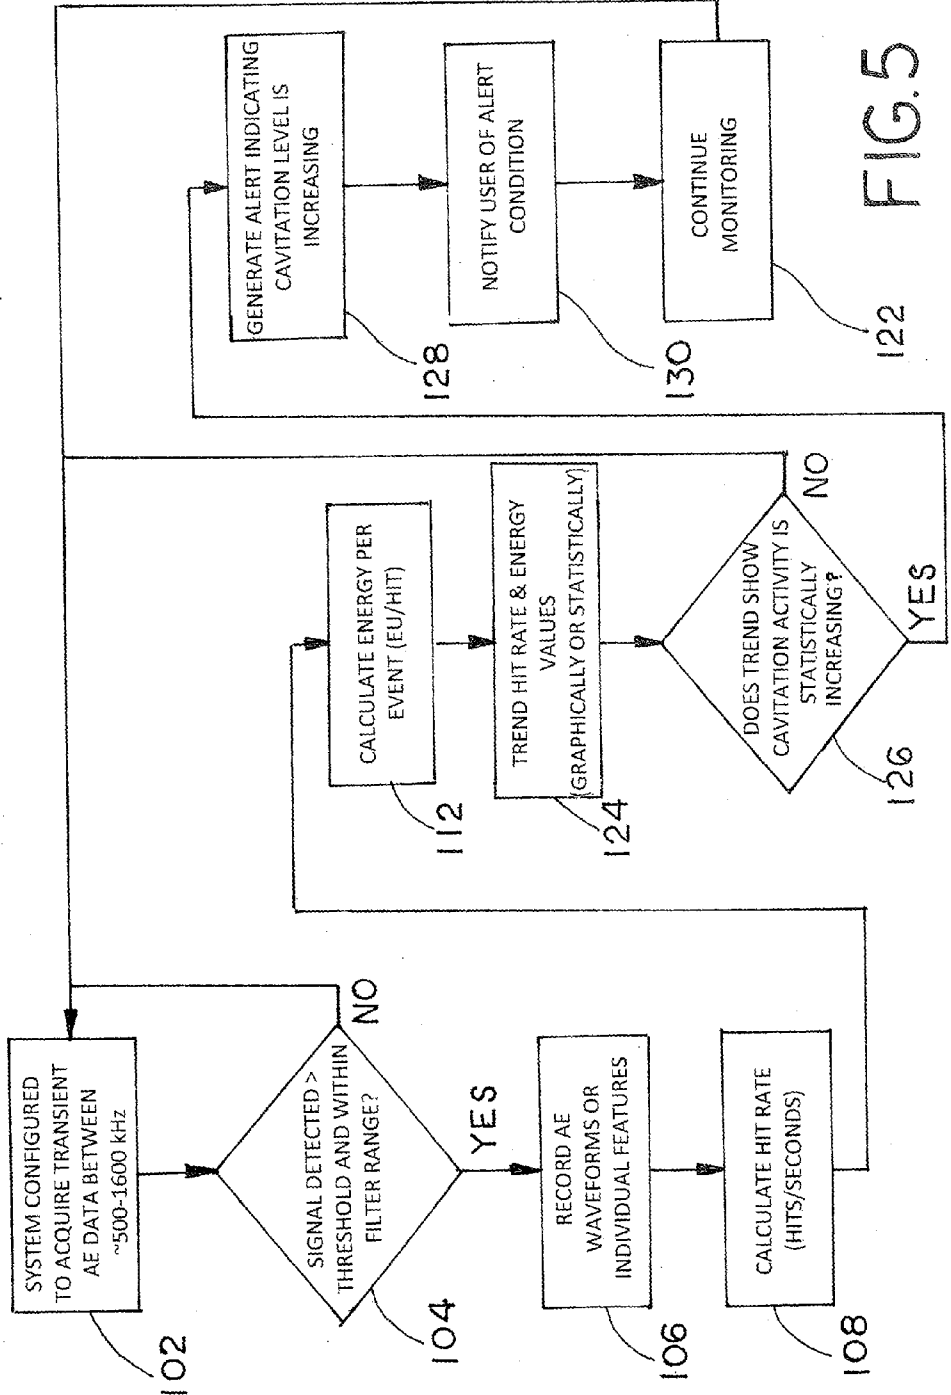 SYSTEM CONFIGURED
TO ACQUIRE TRANSIENT
AE DATA BETWEEN
~500-1600 kHz
102
SIGNAL DETECTED >
THRESHOLD AND WITHIN
FILTER RANGE?
NO
104
YES
RECORD AE
WAVEFORMS OR
INDIVIDUAL FEATURES
106
CALCULATE HIT RATE
(HITS/SECONDS)
108
CALCULATE ENERGY PER
EVENT (EU/HIT)
112
TREND HIT RATE & ENERGY
VALUES
(GRAPHICALLY OR STATISTICALLY)
124
DOES TREND SHOW
CAVITATION ACTIVITY IS
STATISTICALLY
INCREASING?
NO
126
YES
GENERATE ALERT INDICATING
CAVITATION LEVEL IS
INCREASING
128
NOTIFY USER OF ALERT
CONDITION
130
CONTINUE
MONITORING
122
FIG.5